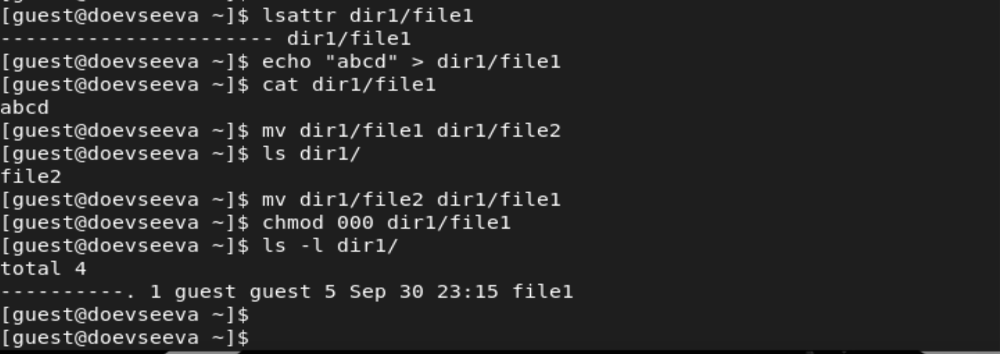 [guest@doevseeva ~]$ lsattr dir1/file1
---------------------- dir1/file1
[guest@doevseeva ~]$ echo "abcd" > dir1/file1
[guest@doevseeva ~]$ cat dir1/file1
abcd
[guest@doevseeva ~]$ mv dir1/file1 dir1/file2
[guest@doevseeva ~]$ ls dir1/
file2
[guest@doevseeva ~]$ mv dir1/file2 dir1/file1
[guest@doevseeva ~]$ chmod 000 dir1/file1
[guest@doevseeva ~]$ ls -l dir1/
total 4
----------. 1 guest guest 5 Sep 30 23:15 file1
[guest@doevseeva ~]$
[guest@doevseeva ~]$